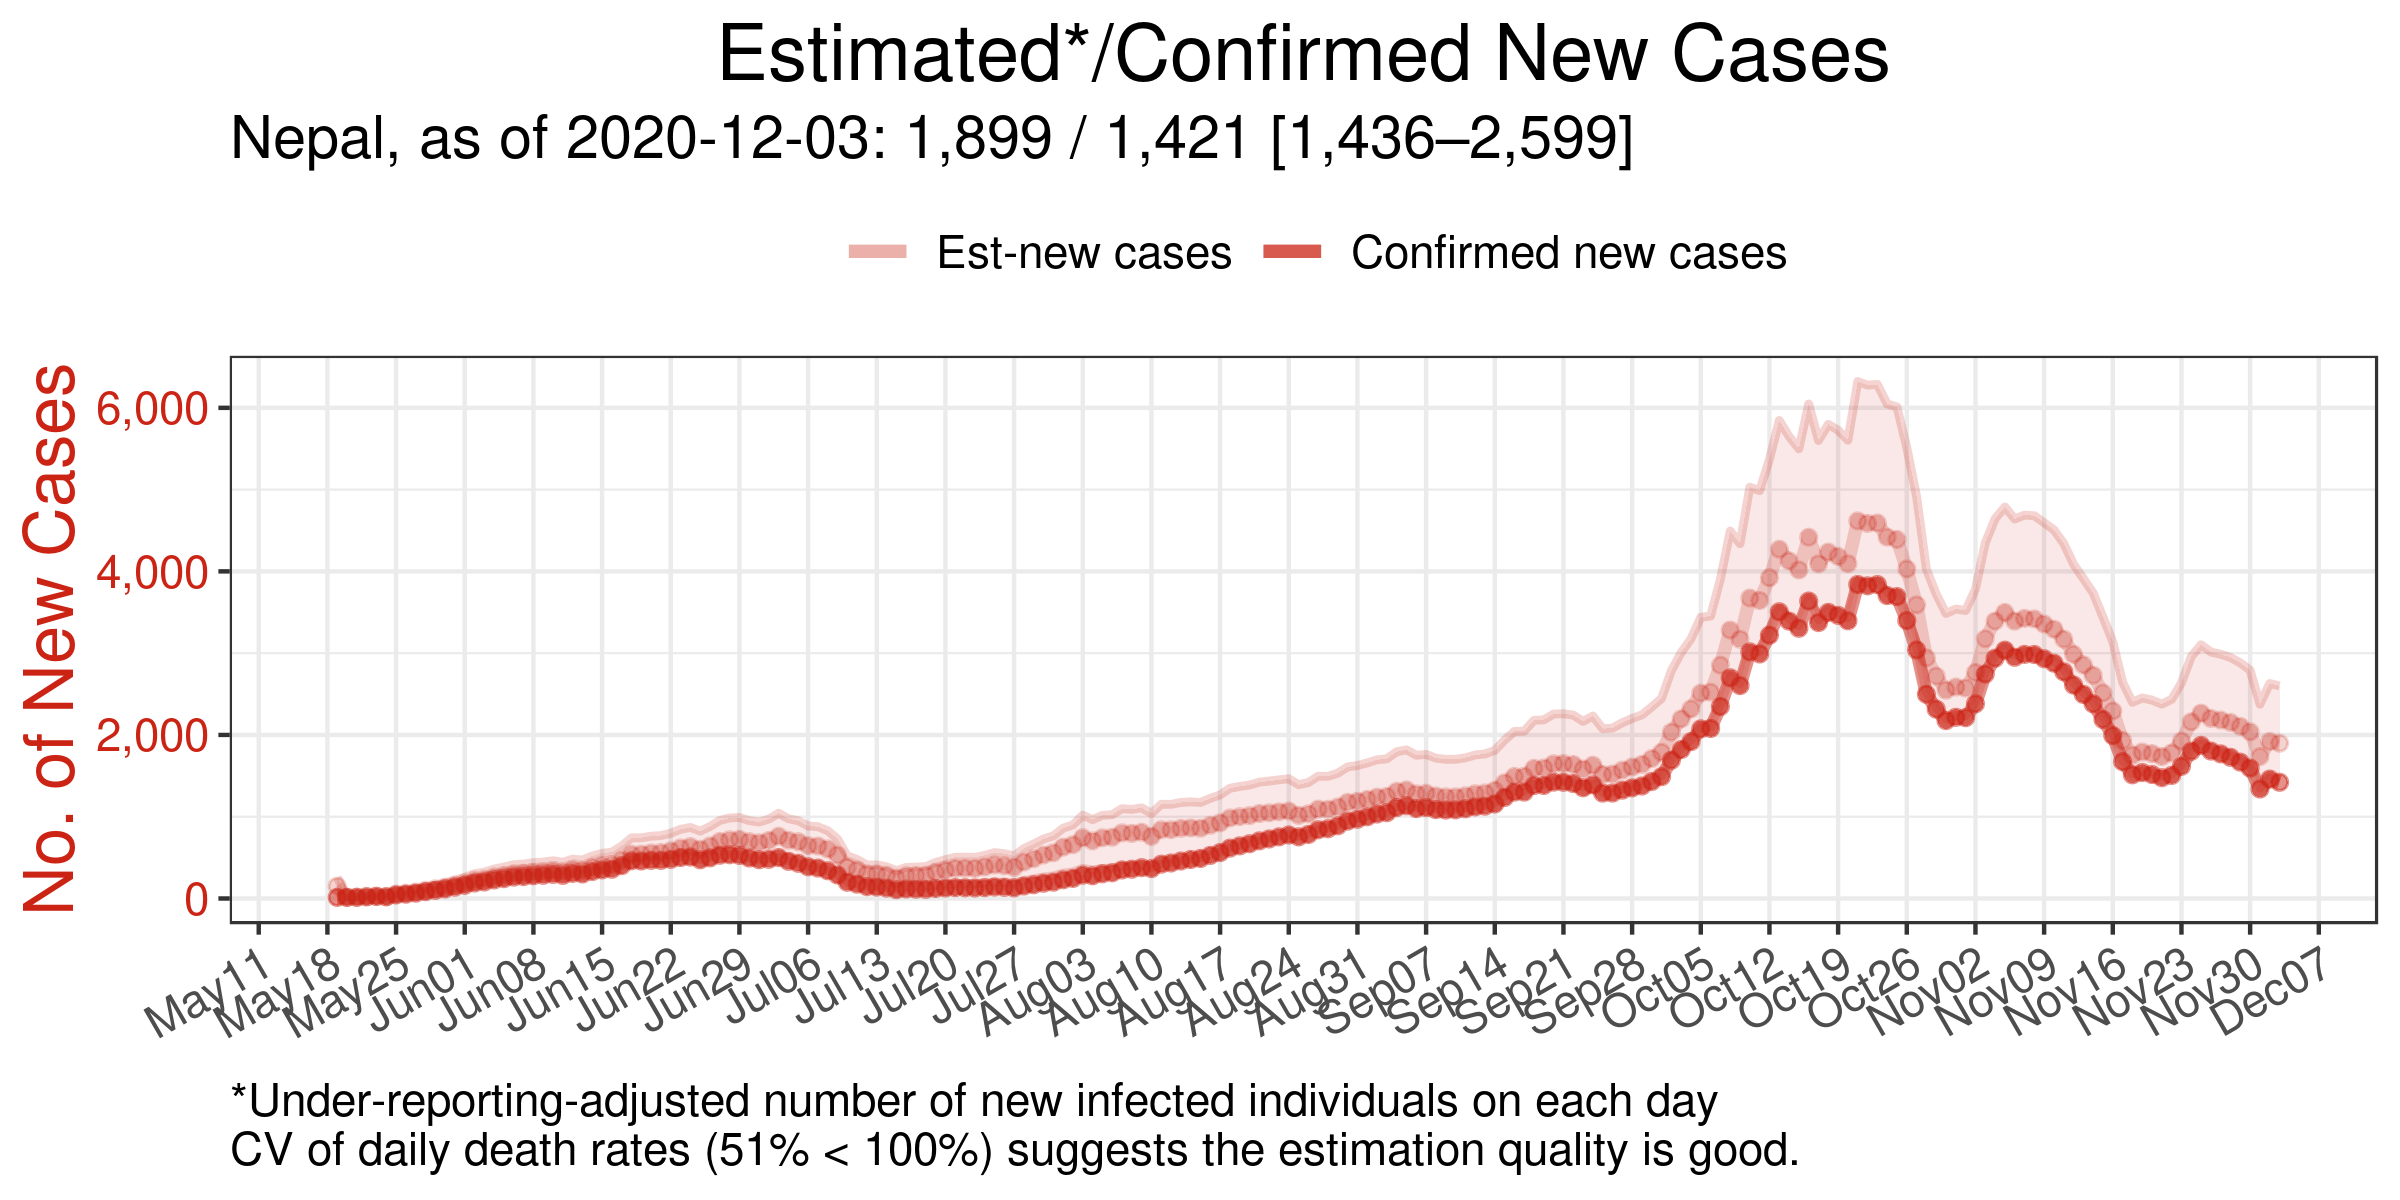 Estimated*/Confirmed New Cases
Nepal, as of 2020-12-03: 1,899 / 1,421 [1,436–2,599]
Est-new cases Confirmed new cases
No. of New Cases
6,000
4,000
2,000
0
May11 May18 May25 Jun01 Jun08 Jun15 Jun22 Jun29 Jul06 Jul13 Jul20 Jul27 Aug03 Aug10 Aug17 Aug24 Aug31 Sep07 Sep14 Sep21 Sep28 Oct05 Oct12 Oct19 Oct26 Nov02 Nov09 Nov16 Nov23 Nov30 Dec07
*Under-reporting-adjusted number of new infected individuals on each day
CV of daily death rates (51% < 100%) suggests the estimation quality is good.